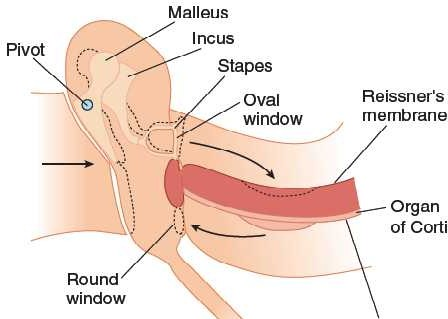 Malleus
Incus
Pivot
Stapes
Oval
window
Reissner's
membrane
Organ
of Corti
Round
window